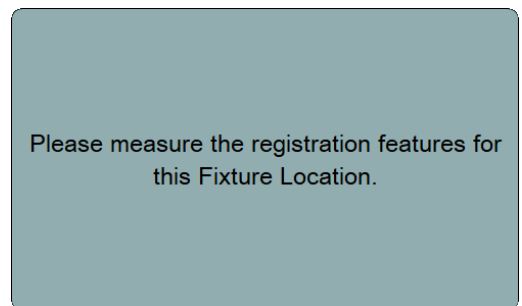 Please measure the registration features for
this Fixture Location.